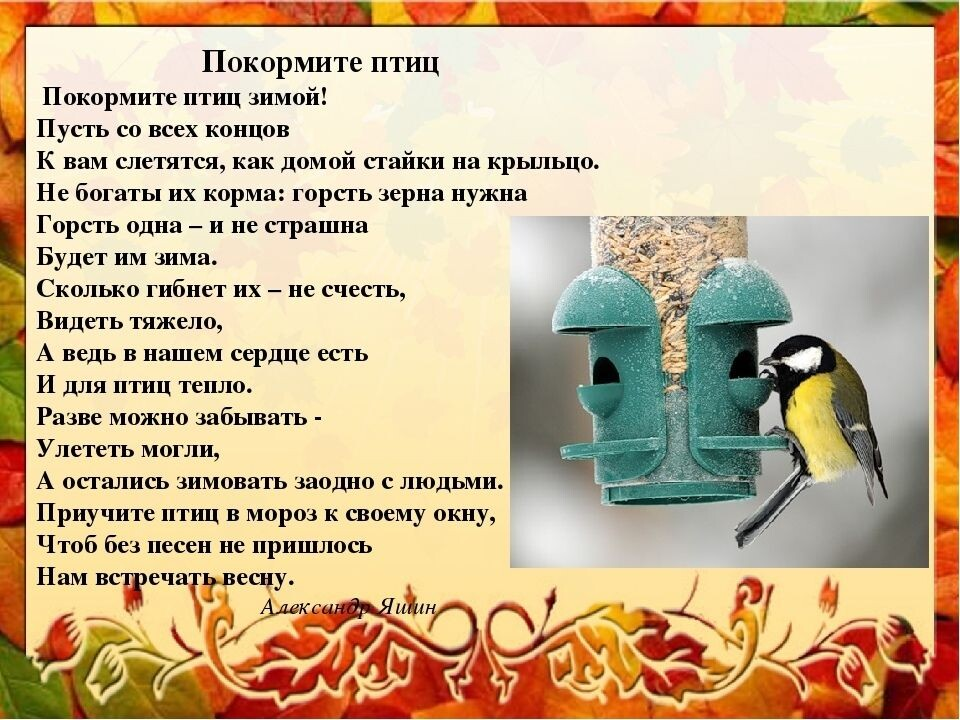 Покормите птиц
Покормите птиц зимой!
Пусть со всех концов
К вам слетятся, как домой стайки на крыльцо.
Не богаты их корма: горсть зерна нужна
Горсть одна – и не страшна
Будет им зима.
Сколько гибнет их – не счесть,
Видеть тяжело,
А ведь в нашем сердце есть
И для птиц тепло.
Разве можно забывать -
Улететь могли,
А остались зимовать заодно с людьми.
Приучите птиц в мороз к своему окну,
Чтоб без песен не пришлось
Нам встречать весну.
Александр Яшин